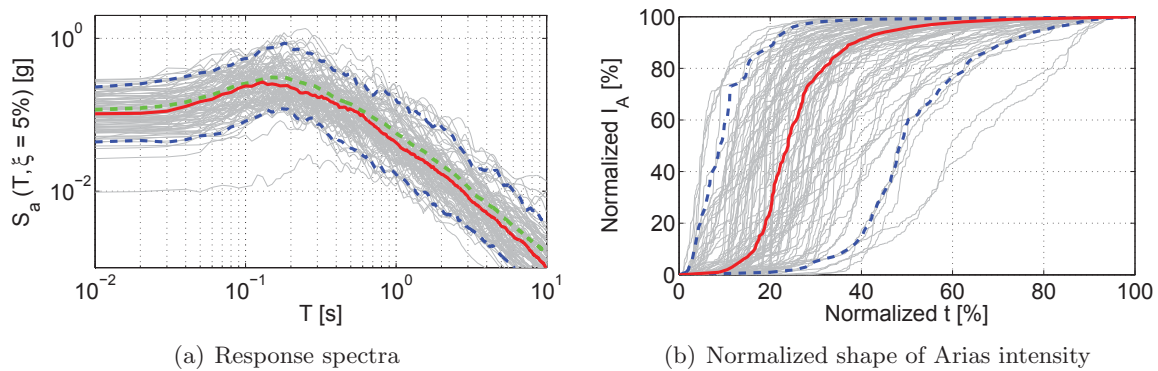 10^0
10^{-2}
S_a (T, ξ = 5%) [g]
10^{-2} 10^{-1} 10^0 10^1
T [s]
(a) Response spectra
100%
80
60
40
20
0
Normalized I_A [%]
0 20 40 60 80 100
Normalized t [%]
(b) Normalized shape of Arias intensity